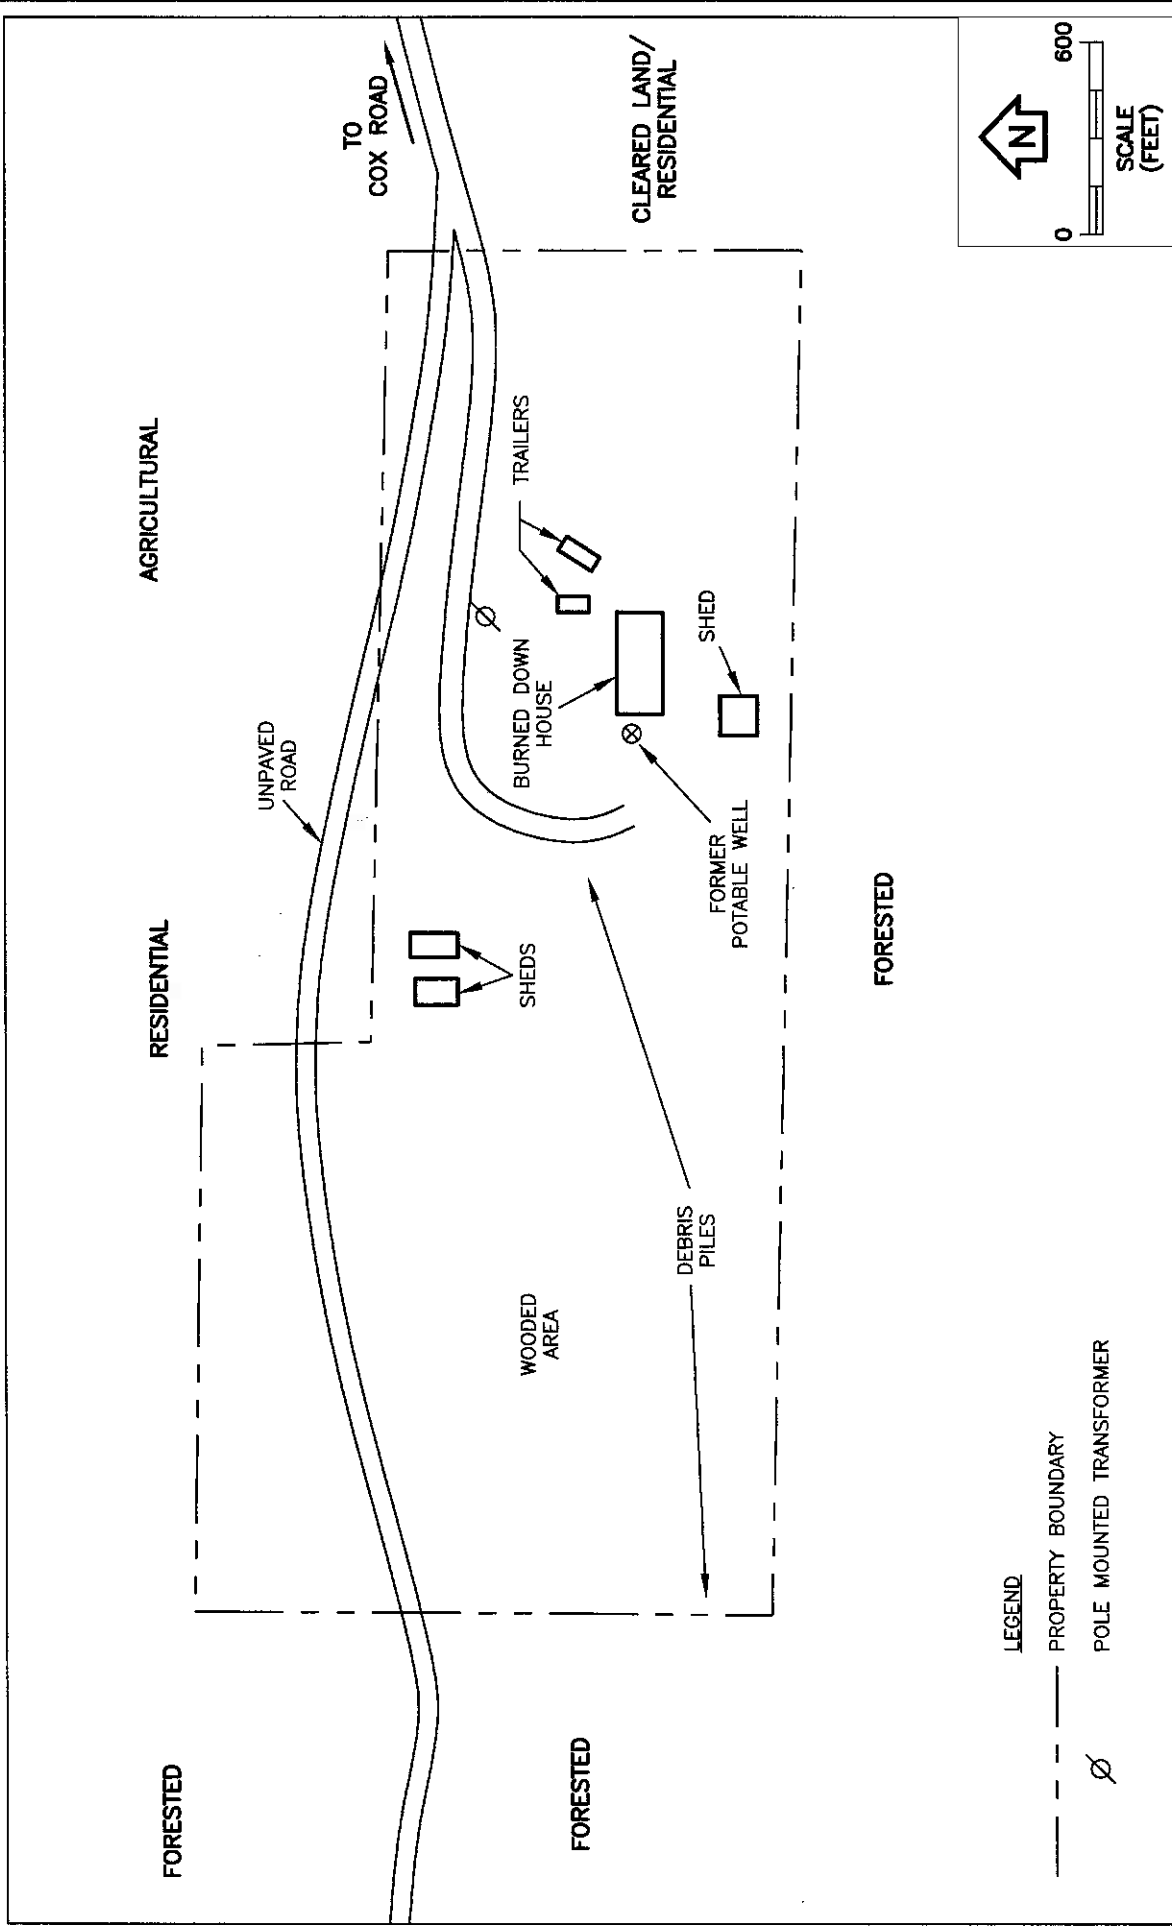 FORESTED
RESIDENTIAL
AGRICULTURAL
UNPAVED
ROAD
TO
COX ROAD
SHEDS
BURNED DOWN
HOUSE
TRAILERS
FORESTED
WOODED
AREA
DEBRIS
PILES
FORMER
POTABLE WELL
SHED
CLEARED LAND/
RESIDENTIAL
FORESTED
LEGEND
PROPERTY BOUNDARY
POLE MOUNTED TRANSFORMER
N
0 600
SCALE
(FEET)